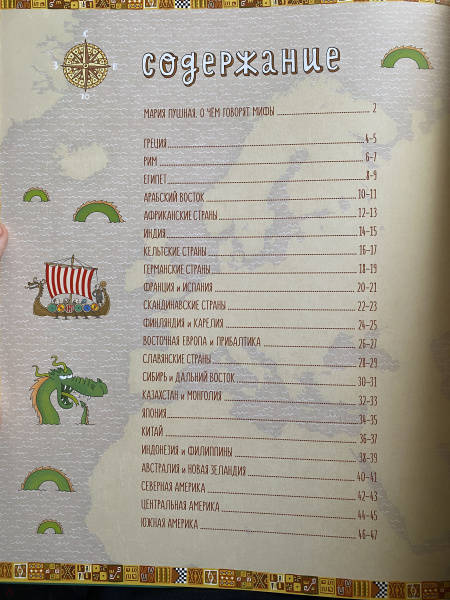 С
З Е
Ю
содержание
МАРИЯ ПУШНАЯ. О ЧЕМ ГОВОРЯТ МИФЫ 2
ГРЕЦИЯ 4-5
РИМ 6-7
ЕГИПЕТ 8-9
АРАБСКИЙ ВОСТОК 10-11
АФРИКАНСКИЕ СТРАНЫ 12-13
ИНДИЯ 14-15
КЕЛЬТСКИЕ СТРАНЫ 16-17
ГЕРМАНСКИЕ СТРАНЫ 18-19
ФРАНЦИЯ и ИСПАНИЯ 20-21
СКАНДИНАВСКИЕ СТРАНЫ 22-23
ФИНЛЯНДИЯ и КАРЕЛИЯ 24-25
ВОСТОЧНАЯ ЕВРОПА и ПРИБАЛТИКА 26-27
СЛАВЯНСКИЕ СТРАНЫ 28-29
СИБИРЬ и ДАЛЬНИЙ ВОСТОК 30-31
КАЗАХСТАН и МОНГОЛИЯ 32-33
ЯПОНИЯ 34-35
КИТАЙ 36-37
ИНДОНЕЗИЯ и ФИЛИППИНЫ 38-39
АВСТРАЛИЯ и НОВАЯ ЗЕЛАНДИЯ 40-41
СЕВЕРНАЯ АМЕРИКА 42-43
ЦЕНТРАЛЬНАЯ АМЕРИКА 44-45
ЮЖНАЯ АМЕРИКА 46-47